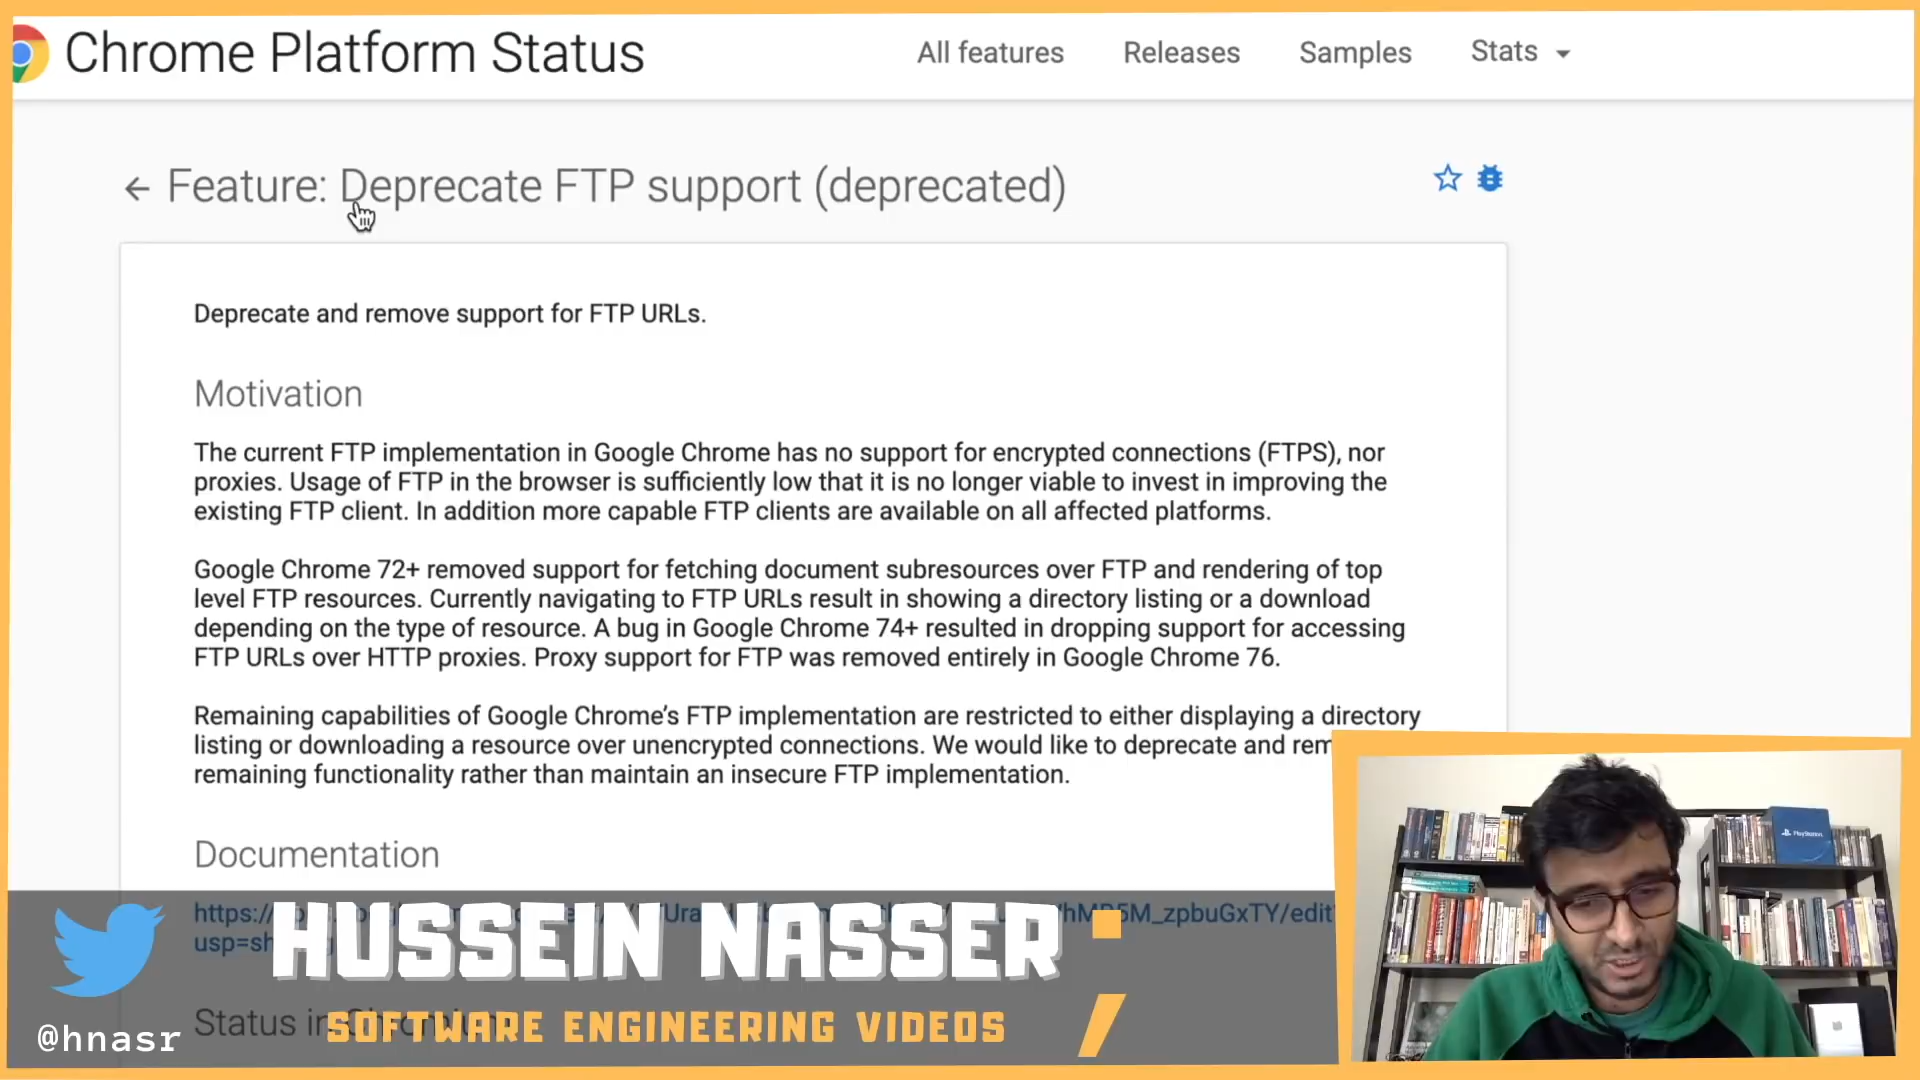 Chrome Platform Status
All features Releases Samples Stats
Feature: Deprecate FTP support (deprecated)
Deprecate and remove support for FTP URLs.
Motivation
The current FTP implementation in Google Chrome has no support for encrypted connections (FTPS), nor
proxies. Usage of FTP in the browser is sufficiently low that it is no longer viable to invest in improving the
existing FTP client. In addition more capable FTP clients are available on all affected platforms.
Google Chrome 72+ removed support for fetching document subresources over FTP and rendering of top
level FTP resources. Currently navigating to FTP URLs result in showing a directory listing or a download
depending on the type of resource. A bug in Google Chrome 74+ resulted in dropping support for accessing
FTP URLs over HTTP proxies. Proxy support for FTP was removed entirely in Google Chrome 76.
Remaining capabilities of Google Chrome’s FTP implementation are restricted to either displaying a directory
listing or downloading a resource over unencrypted connections. We would like to deprecate and
remaining functionality rather than maintain an insecure FTP implementation.
Documentation
HUSSEIN NASSER;
@hnasr
Status in
SOFTWARE ENGINEERING VIDEOS
PlayStation